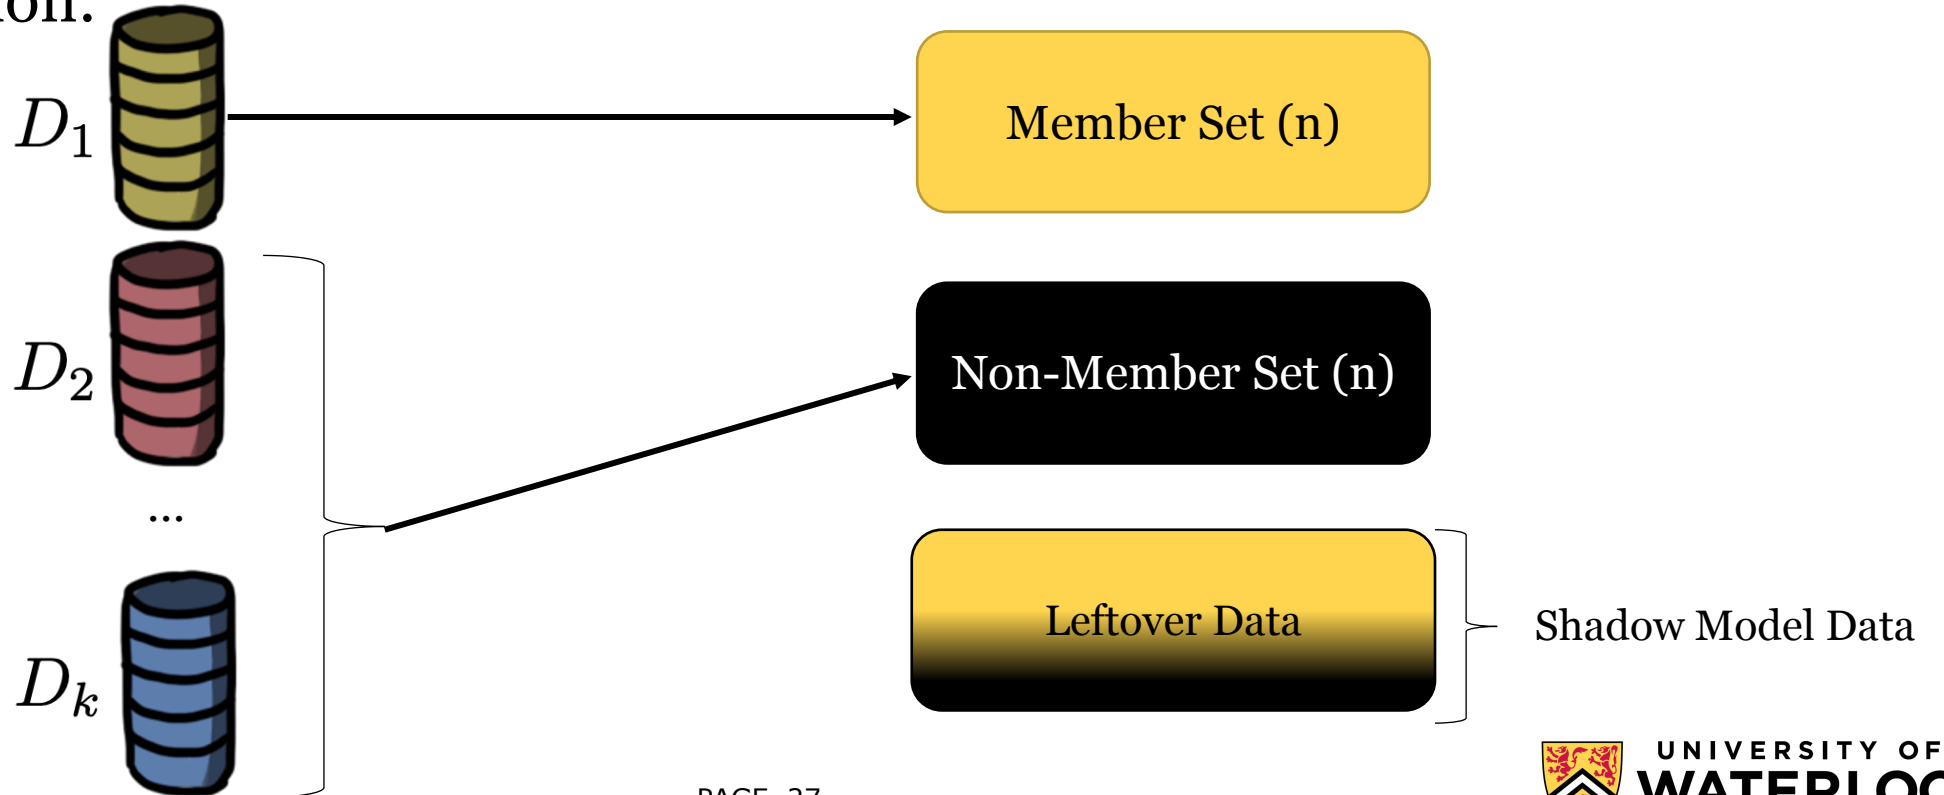 D1
Member Set (n)
D2
Non-Member Set (n)
...
Leftover Data
Shadow Model Data
Dk
UNIVERSITY OF